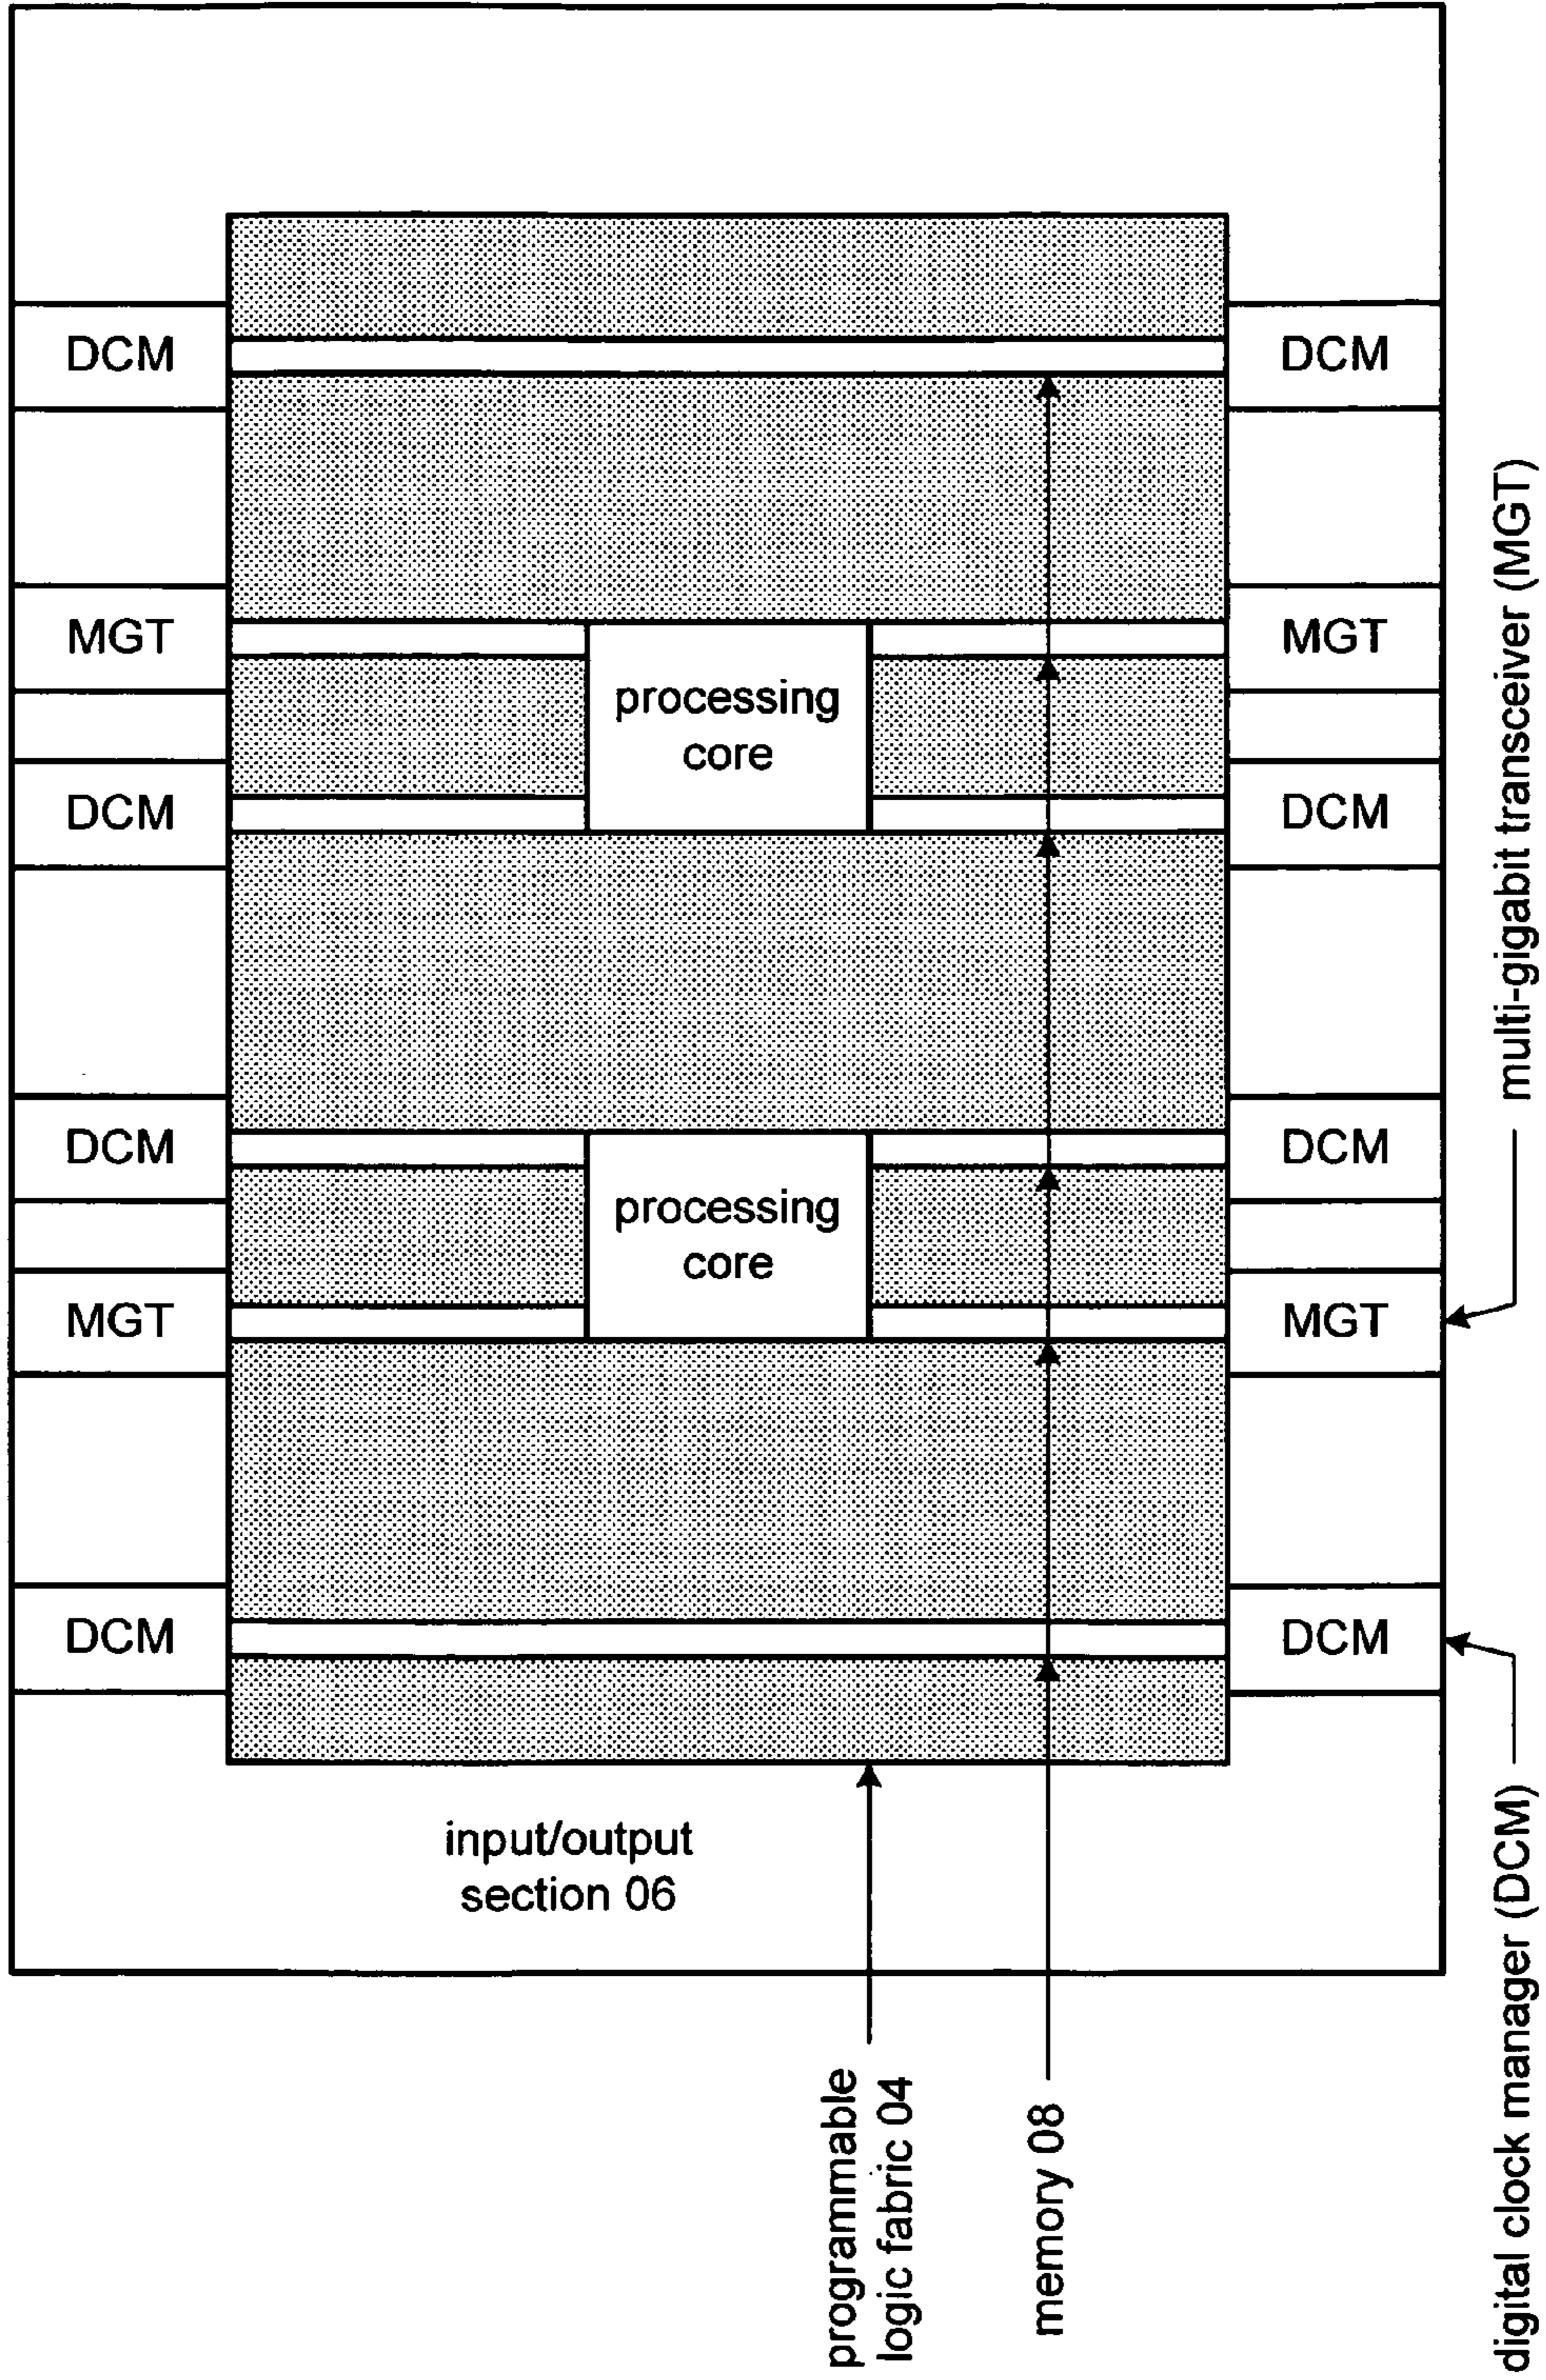 DCM
DCM
MGT
MGT
processing
core
DCM
DCM
DCM
DCM
processing
core
MGT
MGT
DCM
DCM
input/output
section 06
programmable
logic fabric 04
memory 08
multi-gigabit transceiver (MGT)
digital clock manager (DCM)